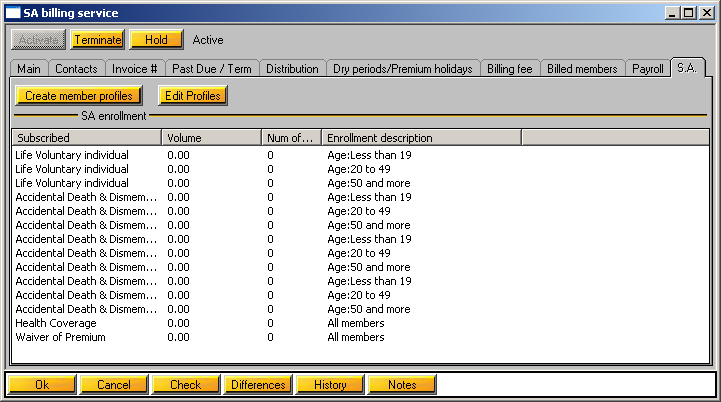 SA billing service
Activate Terminate Hold Active
Main Contacts Invoice # Past Due / Term Distribution Dry periods/Premium holidays Billing fee Billed members Payroll S.A.
Create member profiles Edit Profiles
SA enrollment
Subscribed Volume Num of... Enrollment description
Life Voluntary individual 0.00 0 Age:Less than 19
Life Voluntary individual 0.00 0 Age:20 to 49
Life Voluntary individual 0.00 0 Age:50 and more
Accidental Death & Dismem... 0.00 0 Age:Less than 19
Accidental Death & Dismem... 0.00 0 Age:20 to 49
Accidental Death & Dismem... 0.00 0 Age:50 and more
Accidental Death & Dismem... 0.00 0 Age:Less than 19
Accidental Death & Dismem... 0.00 0 Age:20 to 49
Accidental Death & Dismem... 0.00 0 Age:50 and more
Accidental Death & Dismem... 0.00 0 Age:Less than 19
Accidental Death & Dismem... 0.00 0 Age:20 to 49
Accidental Death & Dismem... 0.00 0 Age:50 and more
Health Coverage 0.00 0 All members
Waiver of Premium 0.00 0 All members
Ok Cancel Check Differences History Notes